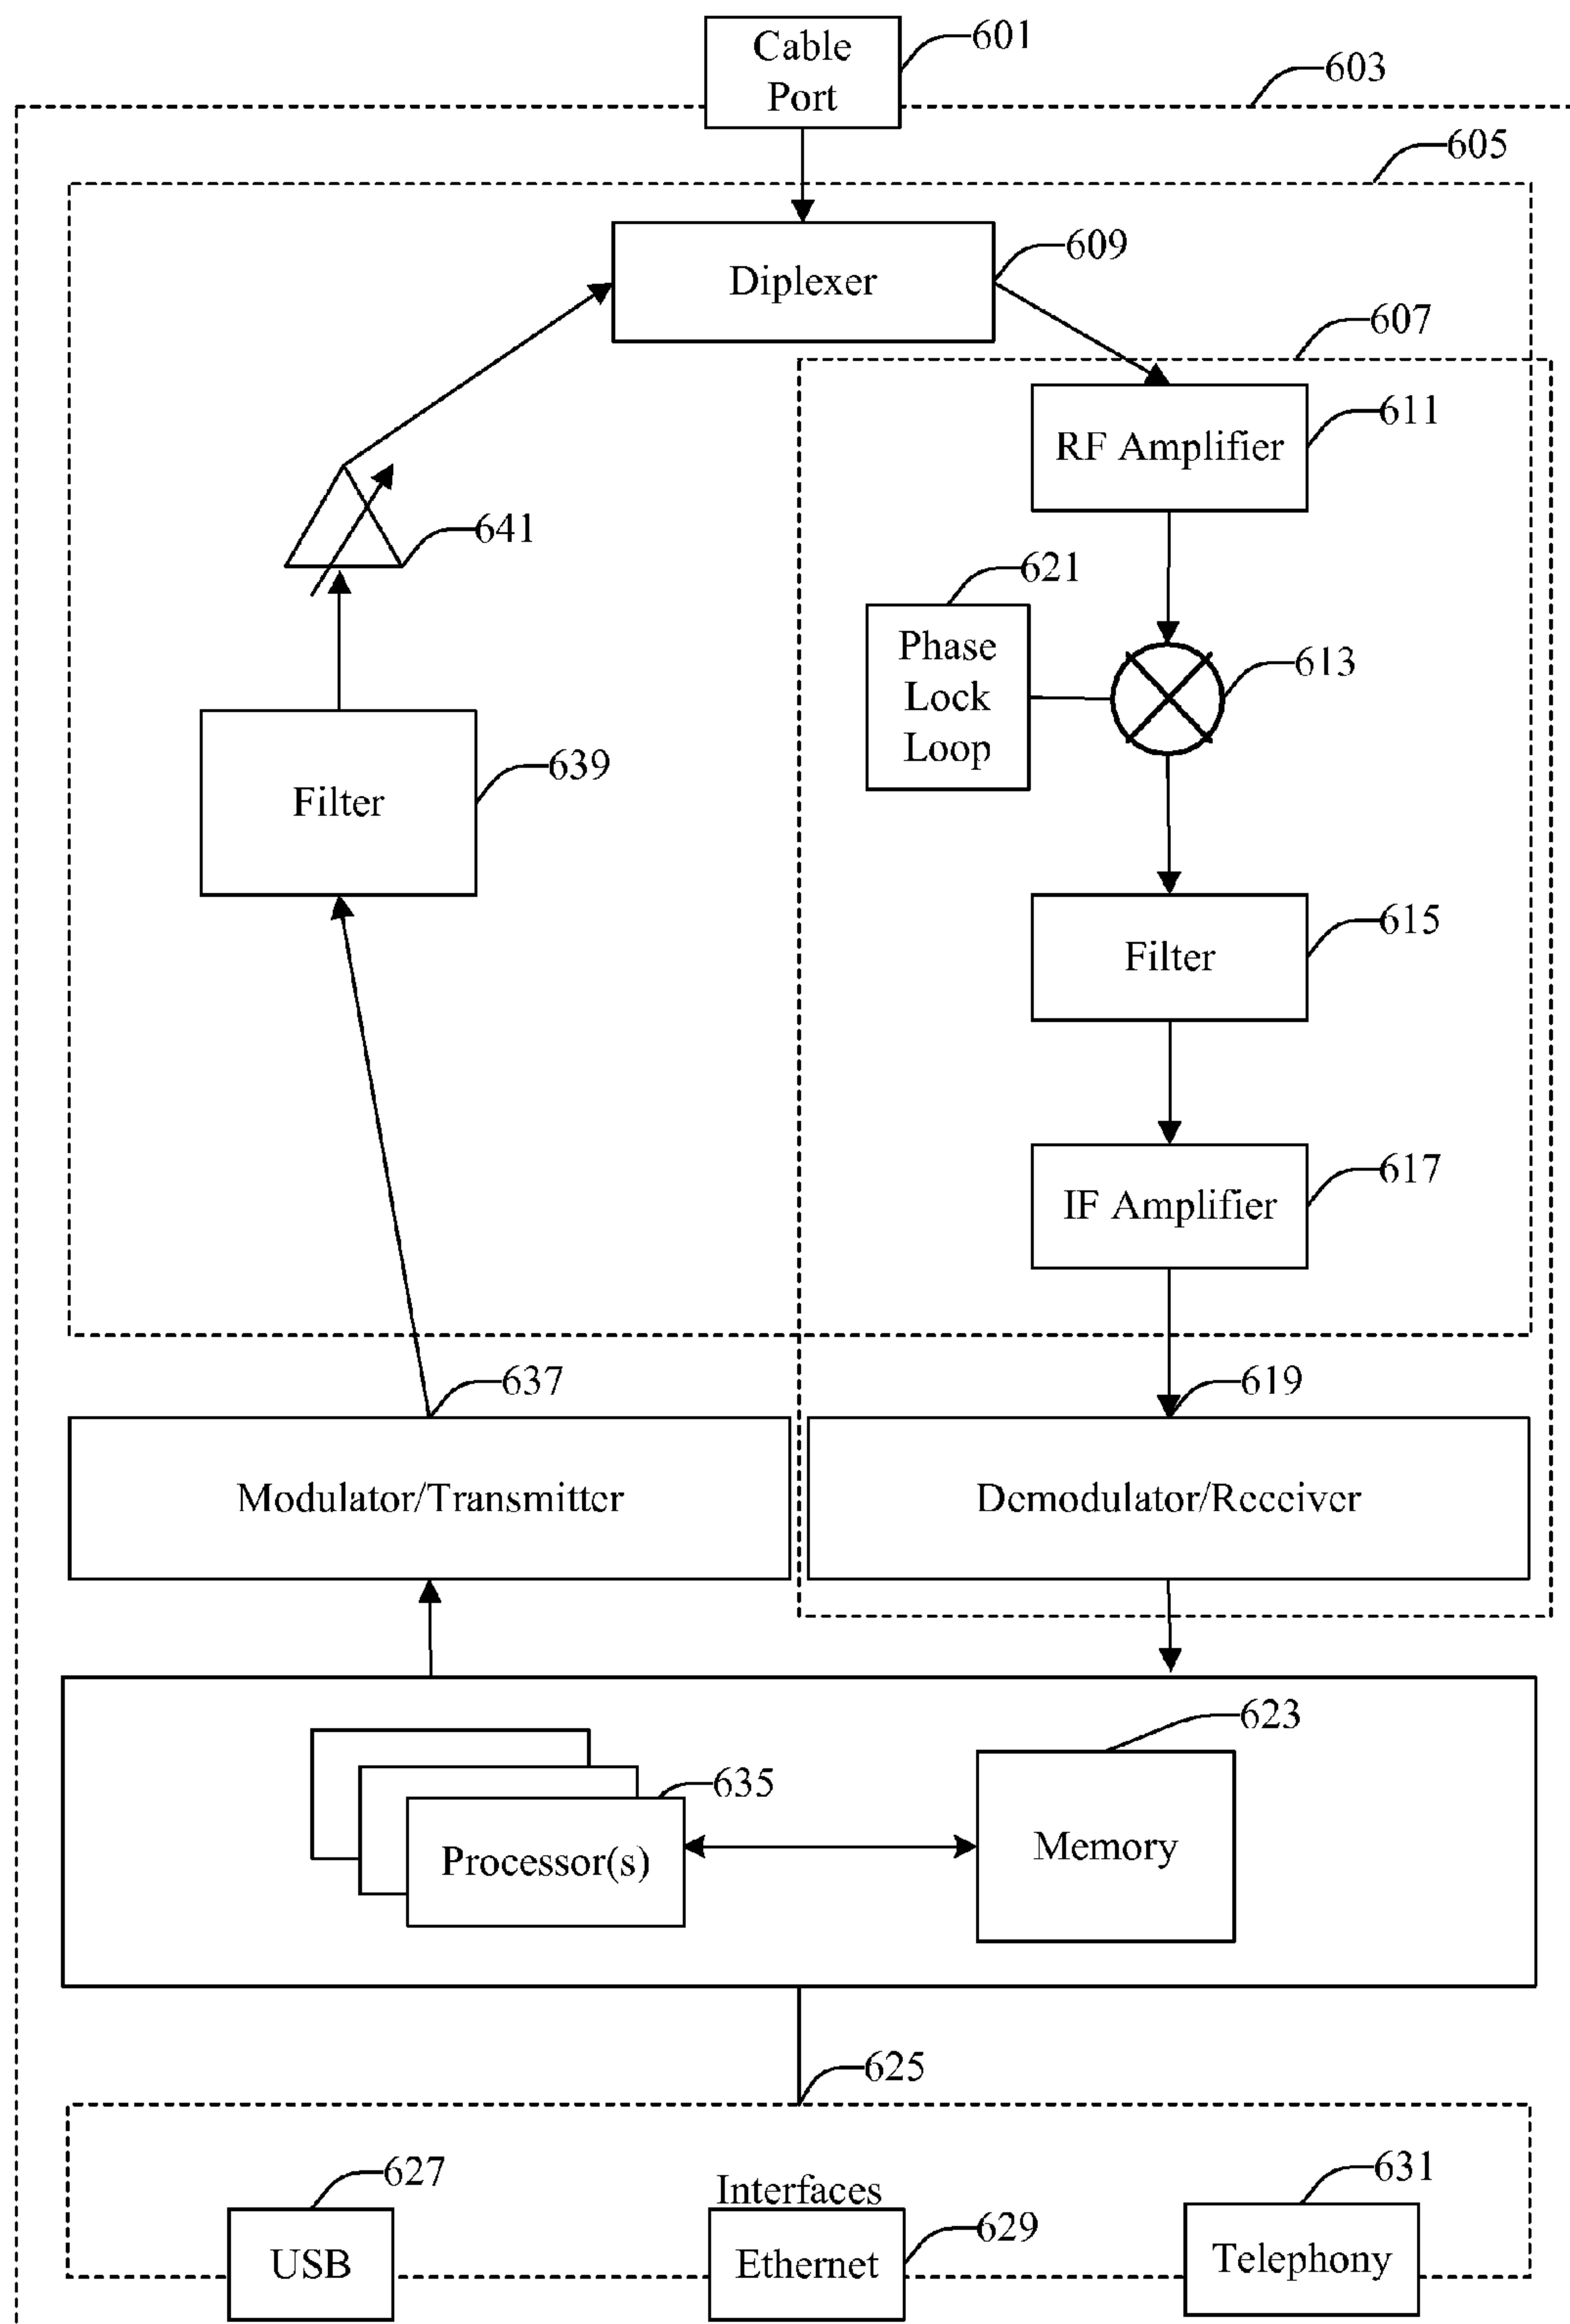 Cable
Port
601
603
605
Diplexer
609
607
RF Amplifier
611
641
621
Phase
Lock
Loop
613
Filter
639
Filter
615
IF Amplifier
617
637
619
Modulator/Transmitter
Demodulator/Receiver
623
635
Processor(s)
Memory
625
627
Interfaces
631
629
USB
Ethernet
Telephony